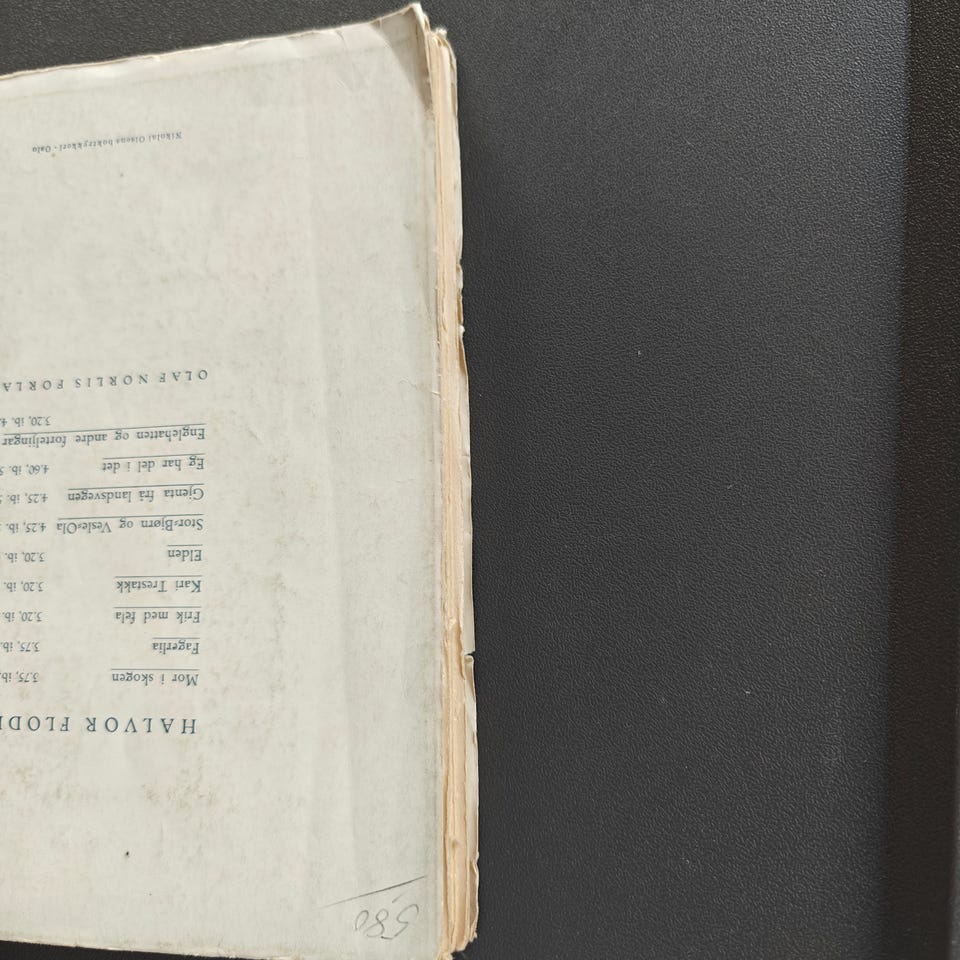 580
HALVOR FLOD
Mor i skogen 3.75, ib.
Fagerlia 3.75, ib.
Frik med fela 3.20, ib.
Kari Trestakk 3.20, ib.
Elden 3.20, ib.
Stor-Bjørn og Vesle-Ola 4.25, ib.
Gjenta frå landsvegen 4.25, ib.
Eg har del i det 4.60, ib.
Englehatten og andre forteljingar
3.20, ib. 4
OLAF NORLIS FORLA
Nikolai Olsens boktrykkeri - Oslo